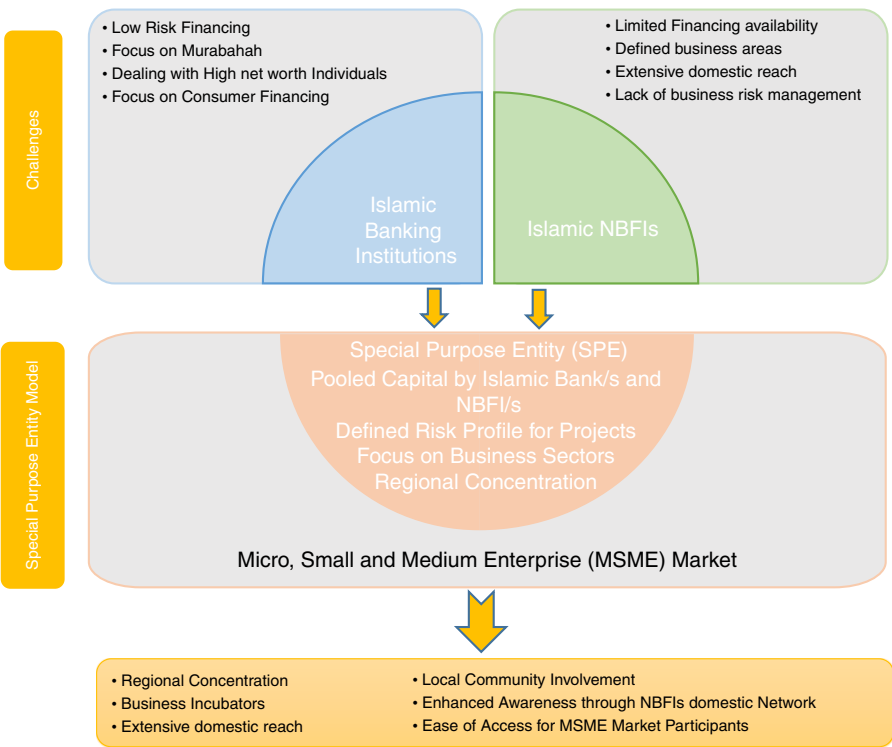 Challenges
• Low Risk Financing
• Focus on Murabahah
• Dealing with High net worth Individuals
• Focus on Consumer Financing
• Limited Financing availability
• Defined business areas
• Extensive domestic reach
• Lack of business risk management
Islamic
Banking
Institutions
Islamic NBFIs
Special Purpose Entity Model
Special Purpose Entity (SPE)
Pooled Capital by Islamic Bank/s and
NBFI/s
Defined Risk Profile for Projects
Focus on Business Sectors
Regional Concentration
Micro, Small and Medium Enterprise (MSME) Market
• Regional Concentration
• Business Incubators
• Extensive domestic reach
• Local Community Involvement
• Enhanced Awareness through NBFIs domestic Network
• Ease of Access for MSME Market Participants